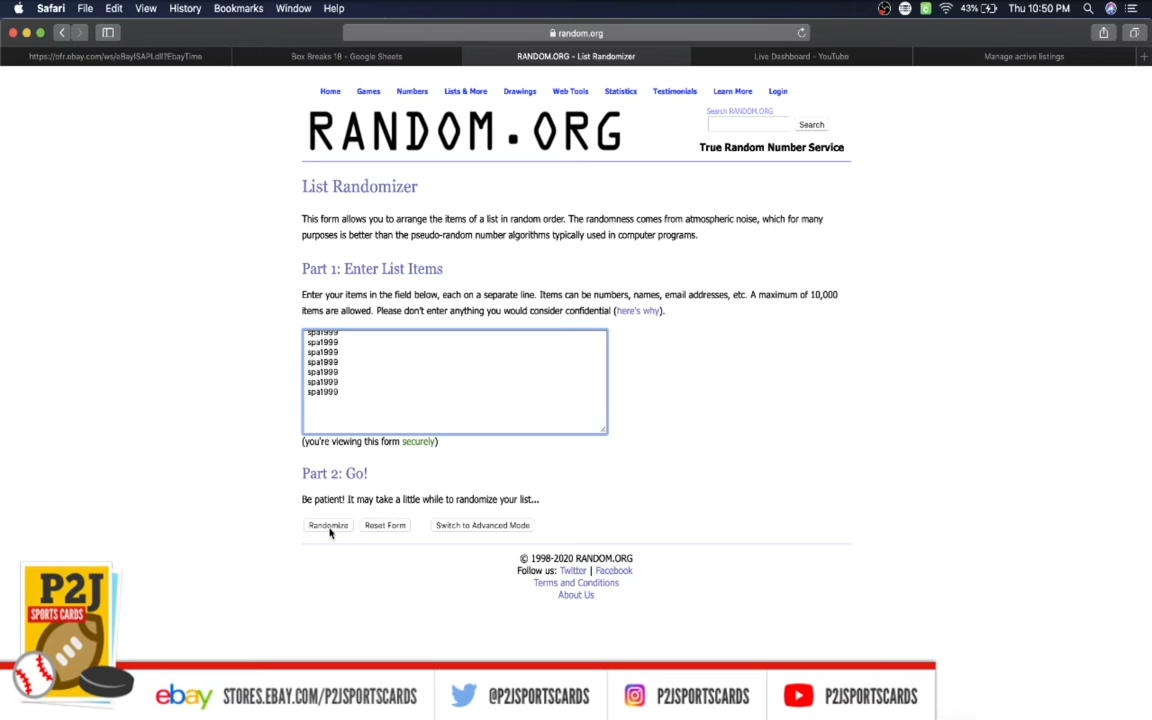 Safari File Edit View History Bookmarks Window Help 43% Thu 10:50 PM
random.org
https://ofr.ebay.com/ws/eBayISAPI.dll?EbayTime Box Breaks 18 - Google Sheets RANDOM.ORG - List Randomizer Live Dashboard - YouTube Manage active listings
Home Games Numbers Lists & More Drawings Web Tools Statistics Testimonials Learn More Login
RANDOM.ORG
Search RANDOM.ORG
Search
True Random Number Service
List Randomizer
This form allows you to arrange the items of a list in random order. The randomness comes from atmospheric noise, which for many
purposes is better than the pseudo-random number algorithms typically used in computer programs.
Part 1: Enter List Items
Enter your items in the field below, each on a separate line. Items can be numbers, names, email addresses, etc. A maximum of 10,000
items are allowed. Please don't enter anything you would consider confidential (here's why).
spa1999
spa1999
spa1999
spa1999
spa1999
spa1999
spa1999
(you're viewing this form securely)
Part 2: Go!
Be patient! It may take a little while to randomize your list...
Randomize Reset Form Switch to Advanced Mode
© 1998-2020 RANDOM.ORG
Follow us: Twitter | Facebook
Terms and Conditions
About Us
P2J
SPORTS CARDS
ebay STORES.EBAY.COM/P2JSPORTSCARDS @P2JSPORTSCARDS P2JSPORTSCARDS P2JSPORTSCARDS